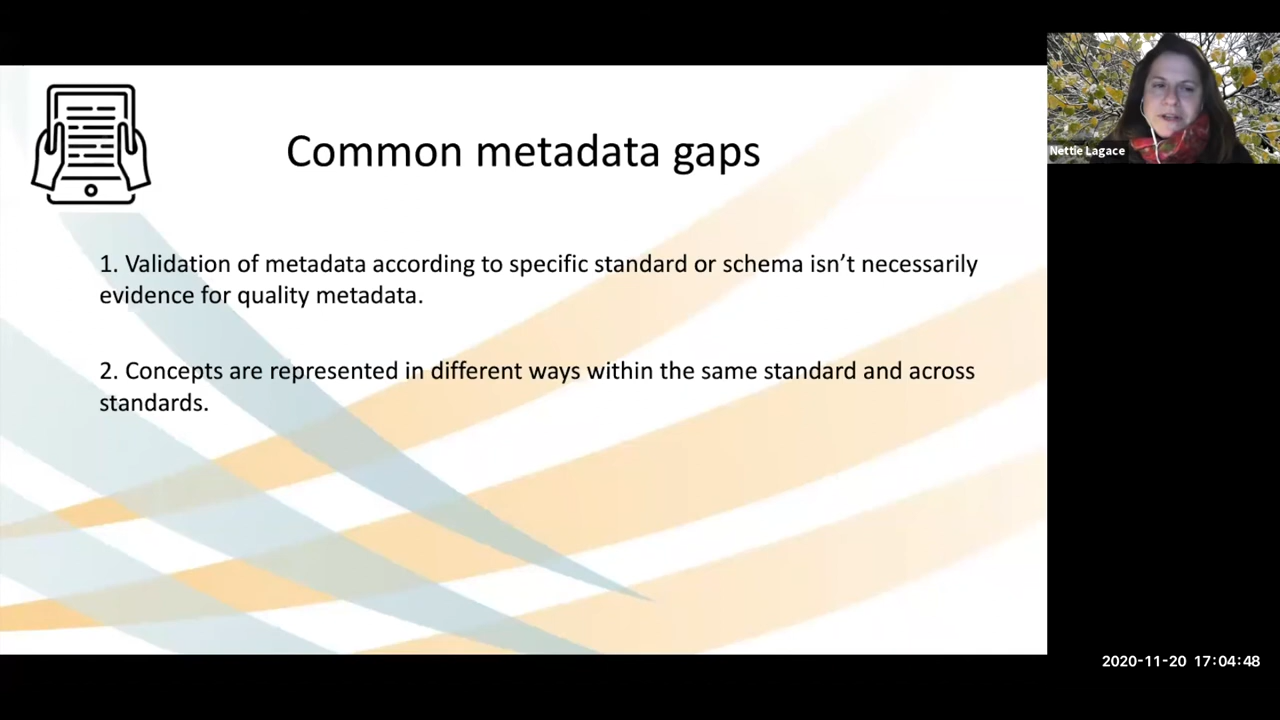 Common metadata gaps
1. Validation of metadata according to specific standard or schema isn’t necessarily
evidence for quality metadata.
2. Concepts are represented in different ways within the same standard and across
standards.
Nettie Lagace
2020-11-20 17:04:48